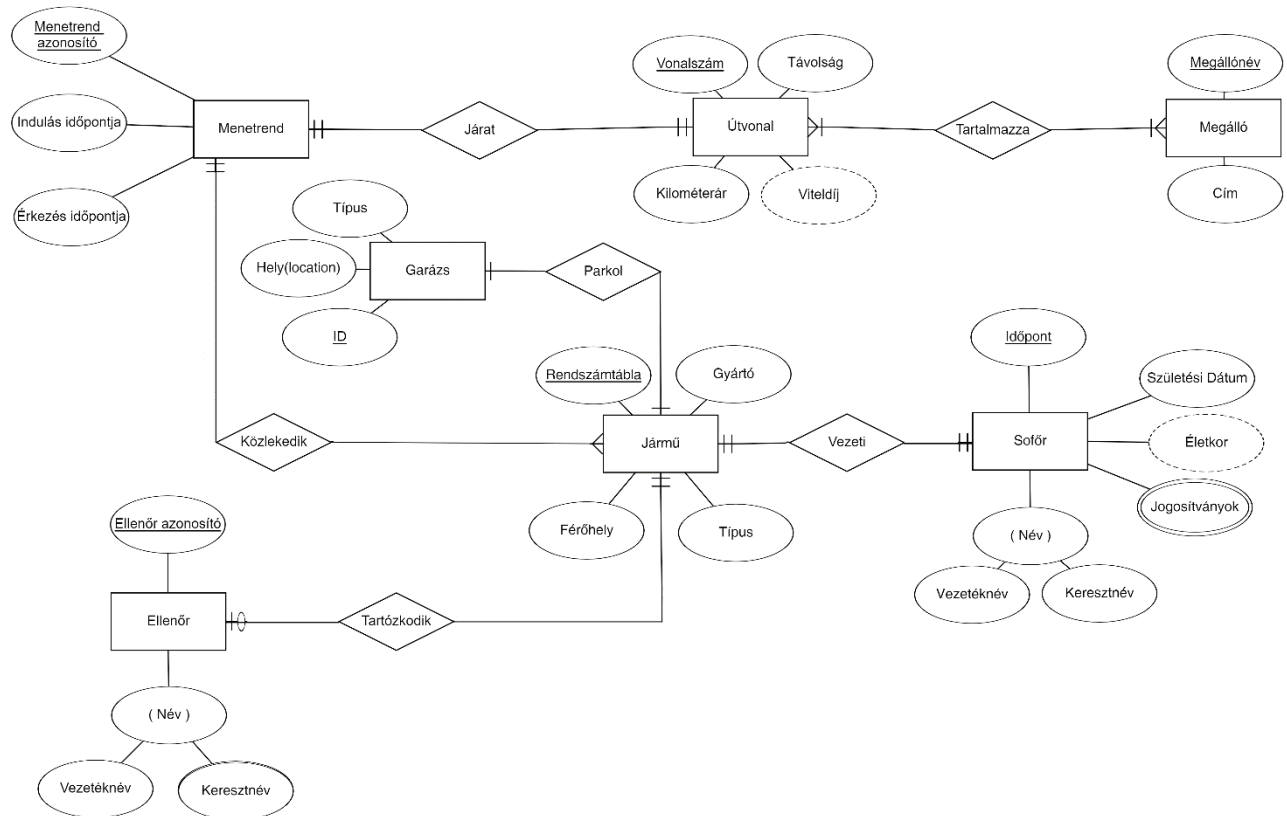 Menetrend
azonosító
Indulás időpontja
Érkezés időpontja
Menetrend
Járat
Vonalszám
Távolság
Útvonal
Kilométerár
Viteldíj
Tartalmazza
Megállónév
Megálló
Cím
Típus
Hely(location)
ID
Garázs
Parkol
Közlekedik
Rendszámtábla
Gyártó
Jármű
Férőhely
Típus
Vezeti
Időpont
Születési Dátum
Sofőr
Életkor
Jogosítványok
( Név )
Vezetéknév
Keresztnév
Ellenőr azonosító
Ellenőr
Tartózkodik
( Név )
Vezetéknév
Keresztnév